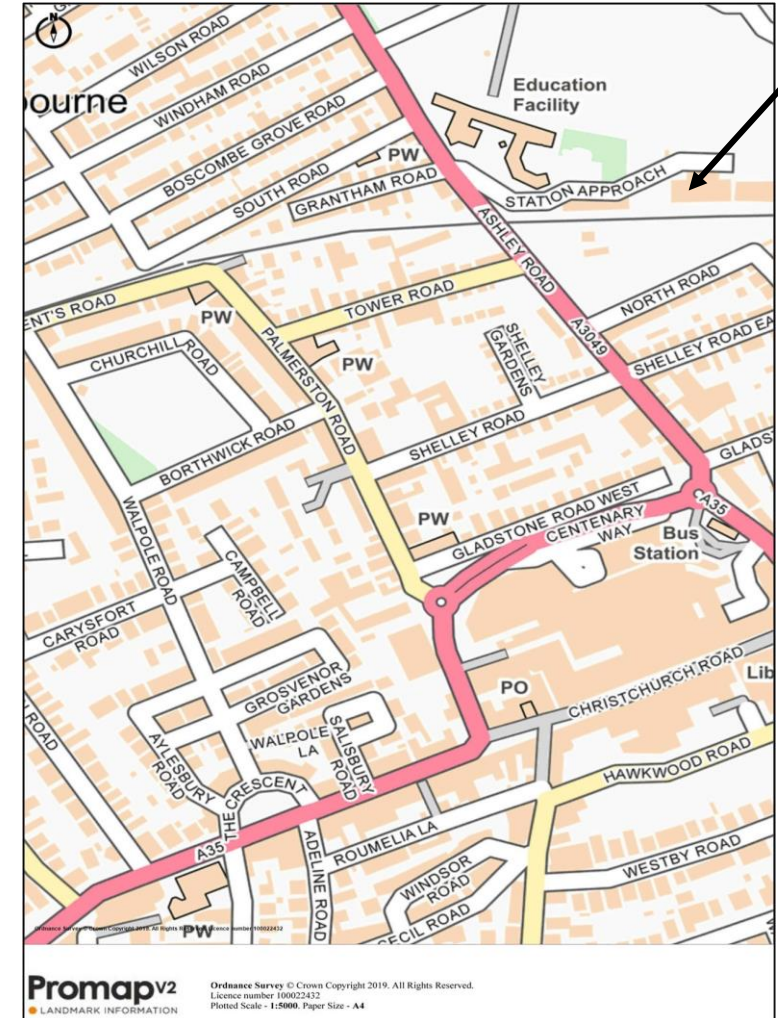 N
WILSON ROAD
ourne
WINDHAM ROAD
Education
Facility
BOSCOMBE GROVE ROAD
PW
SOUTH ROAD
GRANTHAM ROAD
STATION APPROACH
ASHLEY ROAD
NORTH ROAD
ENT'S ROAD
PW
TOWER ROAD
A3049
PALMERSTON ROAD
SHELLEY
GARDENS
SHELLEY ROAD EA
CHURCHILL
ROAD
PW
SHELLEY ROAD
BORTHWICK ROAD
GLADS
WALPOLE ROAD
PW
GLADSTONE ROAD WEST
CENTENARY
WAY
CA35
Bus
Station
CAMPBELL
ROAD
CARYSFORT
ROAD
GROSVENOR
GARDENS
PO
CHRISTCHURCH ROAD
Lib
ROAD
AYLESBURY
ROAD
WALPOLE
LA
SALISBURY
ROAD
THE CRESCENT
HAWKWOOD ROAD
A35
ADELINE ROAD
ROUMELIA LA
WINDSOR
ROAD
WESTBY ROAD
CECIL ROAD
PW
Promap V2
LANDMARK INFORMATION
Ordnance Survey © Crown Copyright 2019. All Rights Reserved.
Licence number 100022432
Plotted Scale - 1:5000. Paper Size - A4